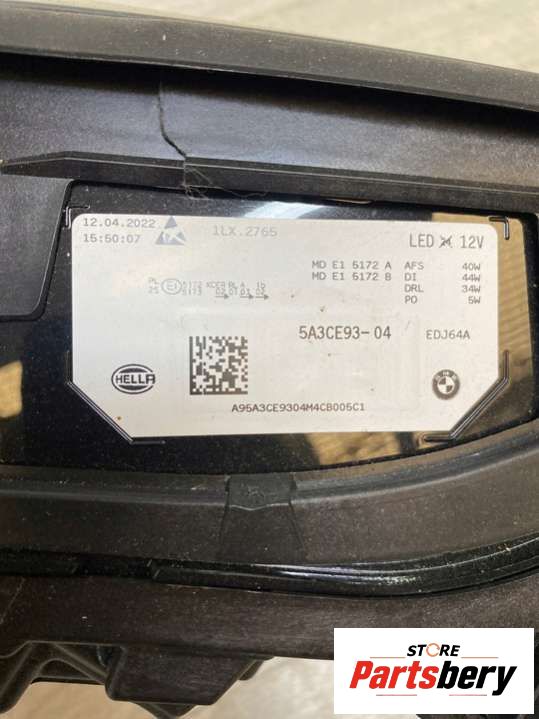 12.04.2022
15:50:07
1LX.2765
LED 12V
MD E1 5172 A AFS 40W
MD E1 5172 B DI 44W
DRL 34W
PO 5W
E1
5A3CE93-04 EDJ64A
HELLA
A95A3CE9304M4CB005C1
STORE
Partsbery